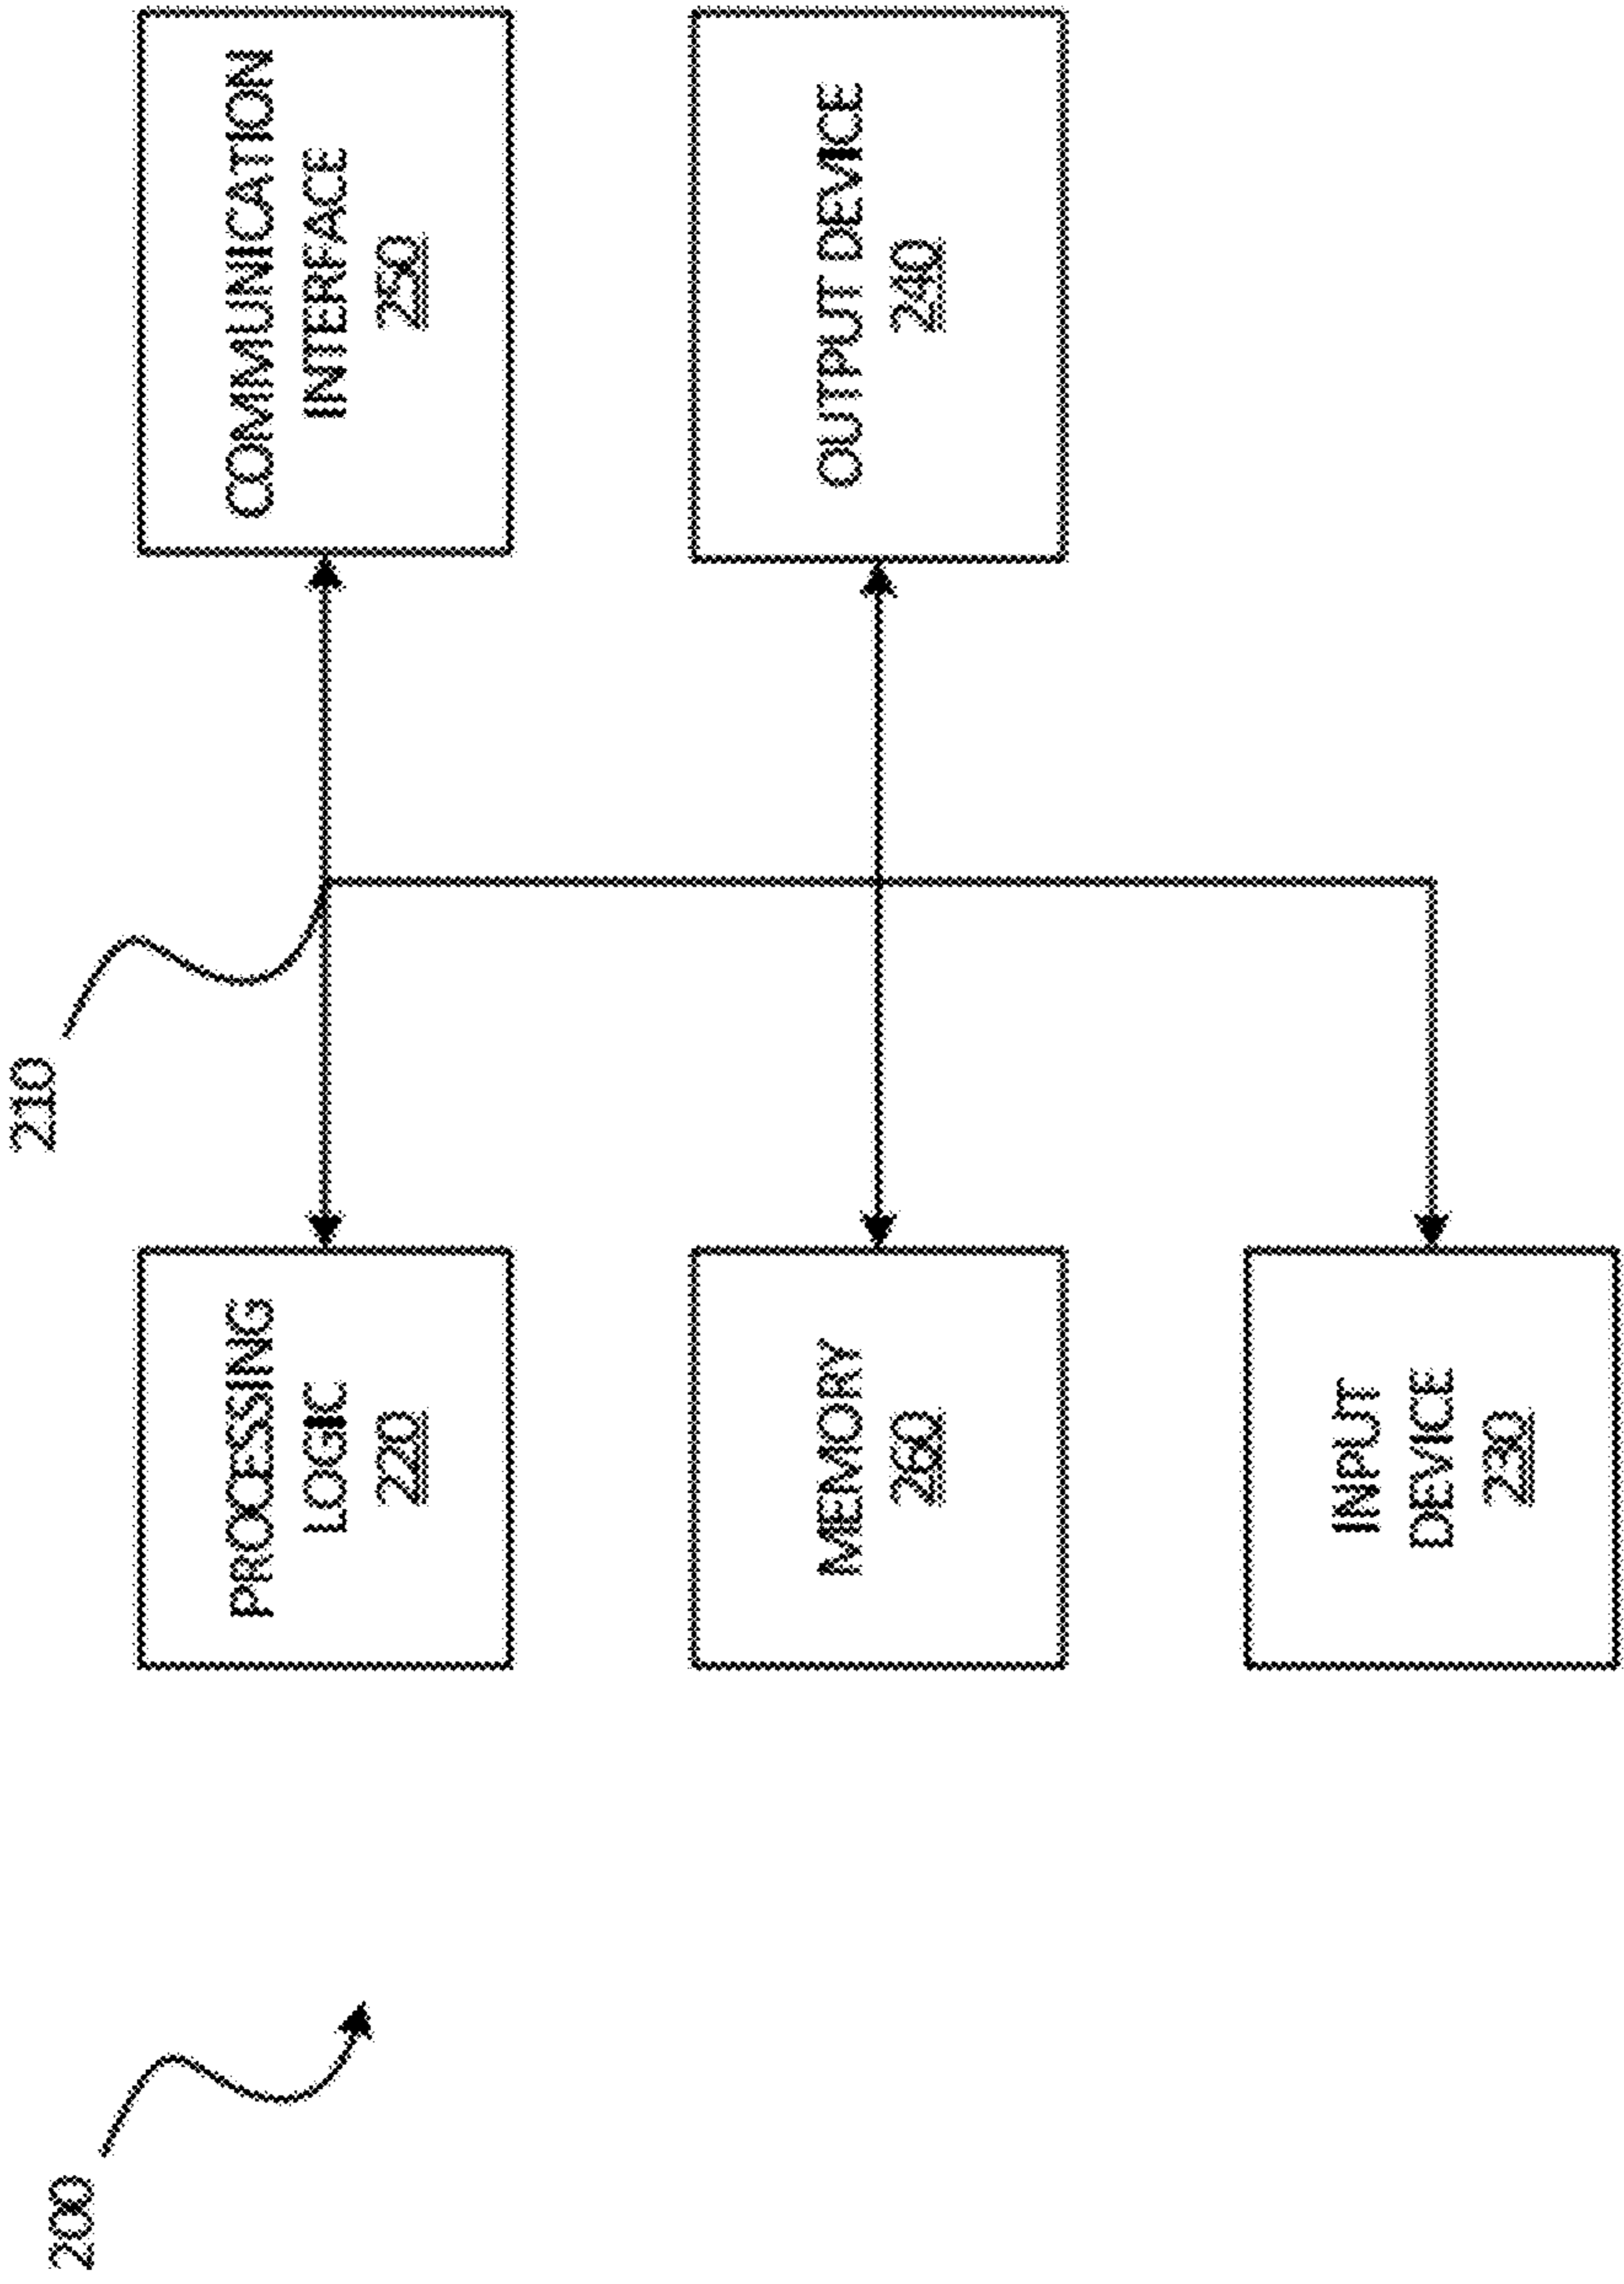 200
210
PROCESSING
LOGIC
220
COMMUNICATION
INTERFACE
250
MEMORY
260
OUTPUT DEVICE
240
INPUT
DEVICE
230